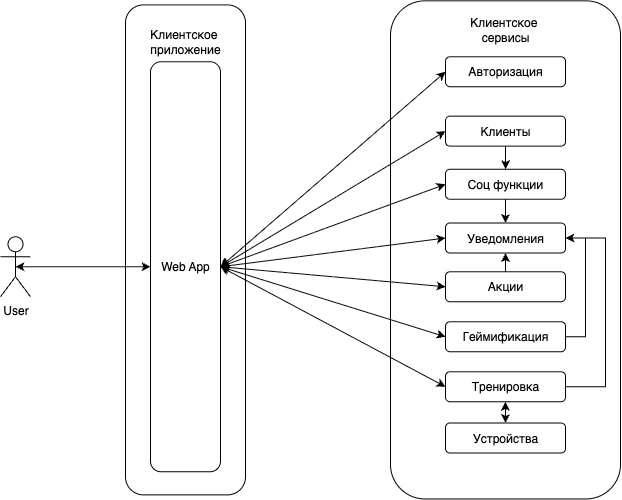 Клиентское
приложение
Клиентское
сервисы
Авторизация
Клиенты
Соц функции
Уведомления
Web App
Акции
User
Геймификация
Тренировка
Устройства